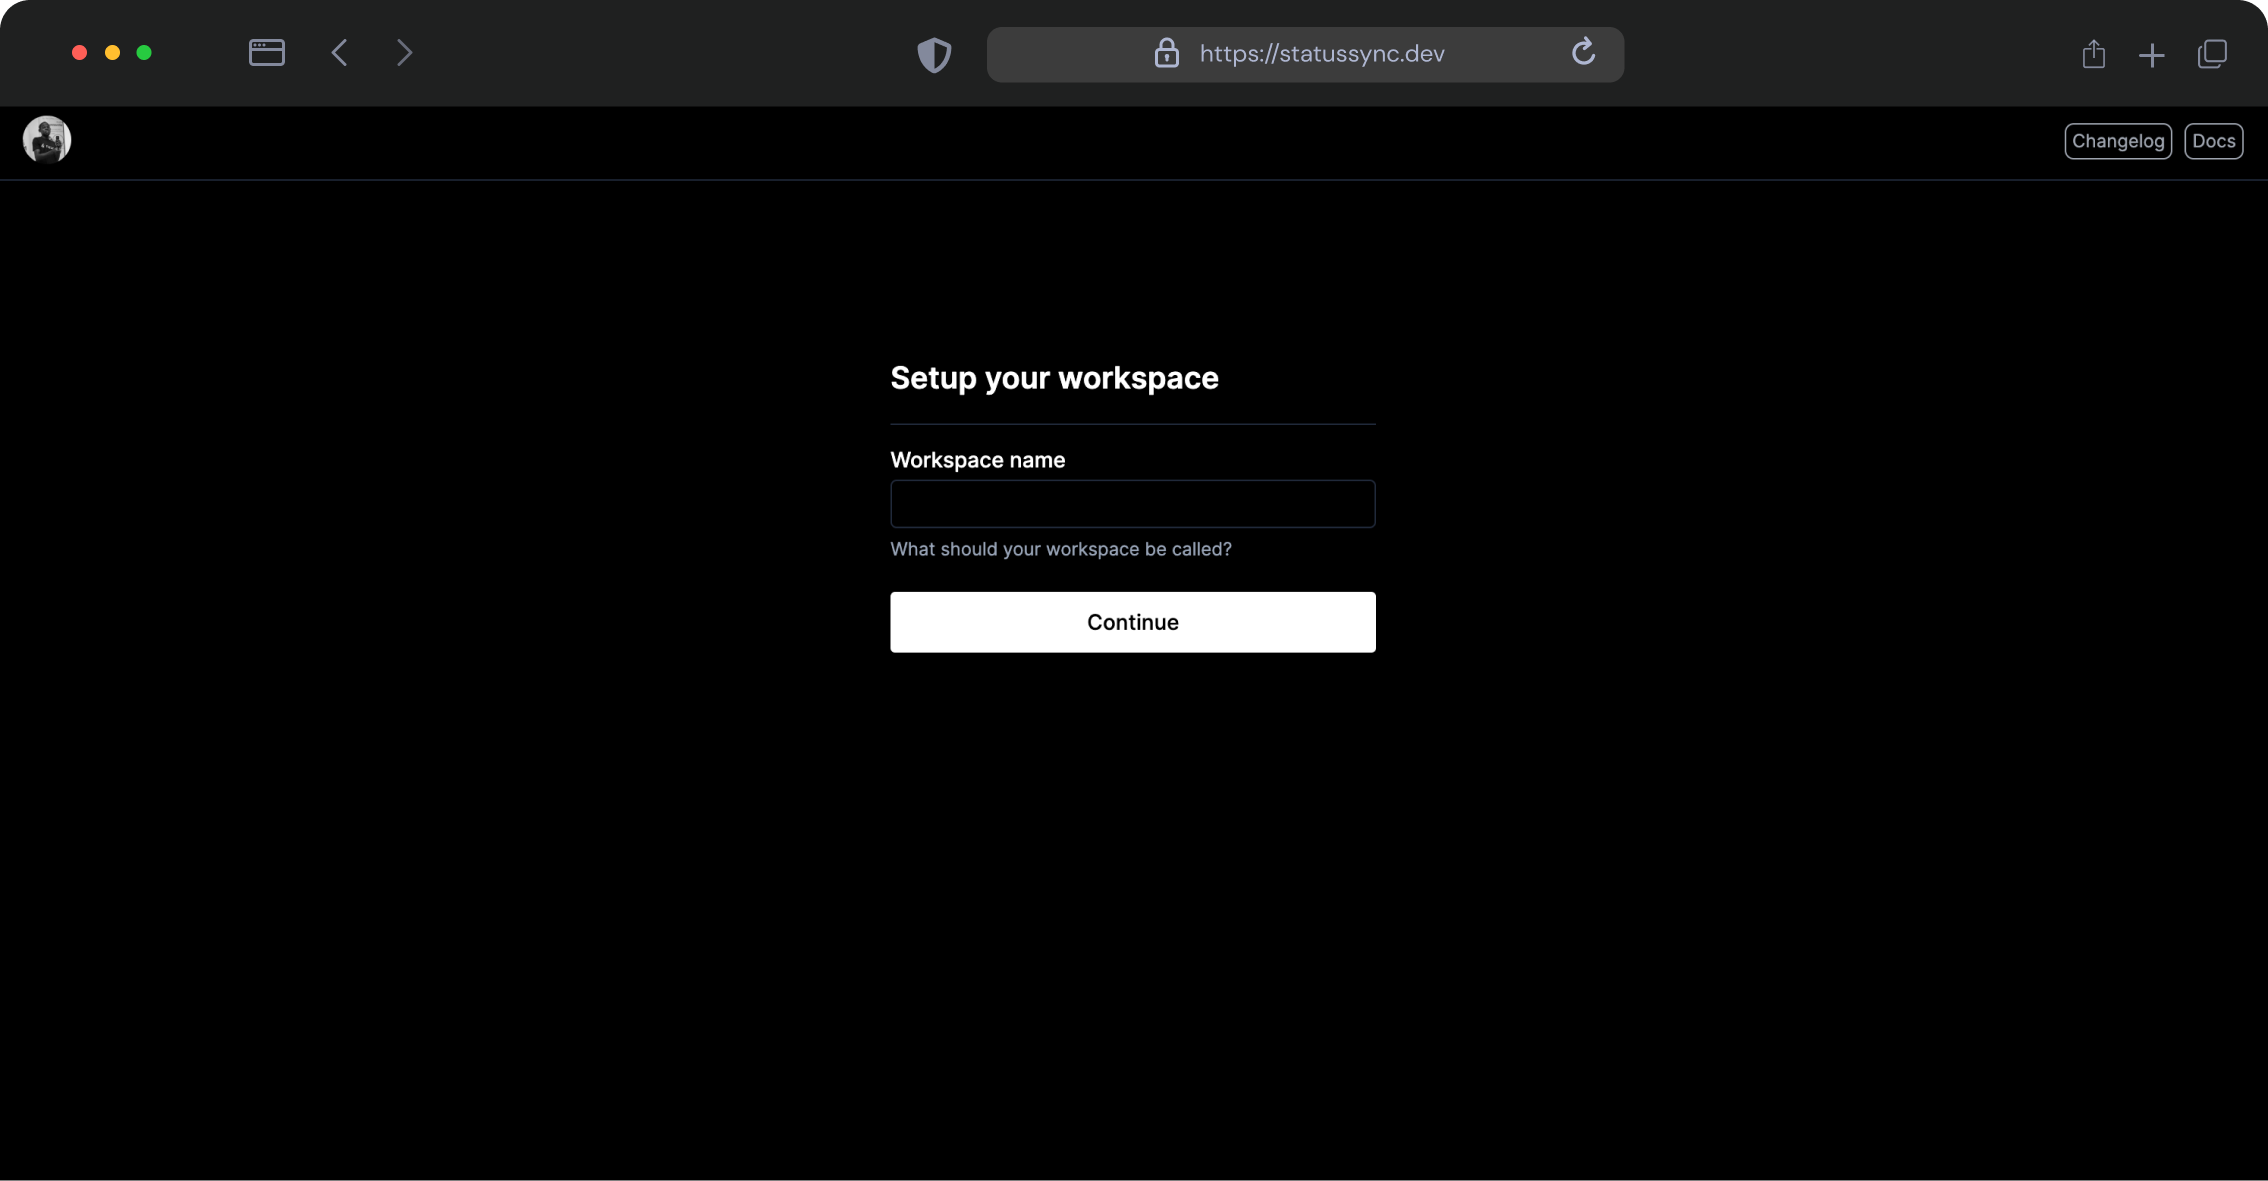 https://statussync.dev
Changelog Docs
Setup your workspace
Workspace name
What should your workspace be called?
Continue